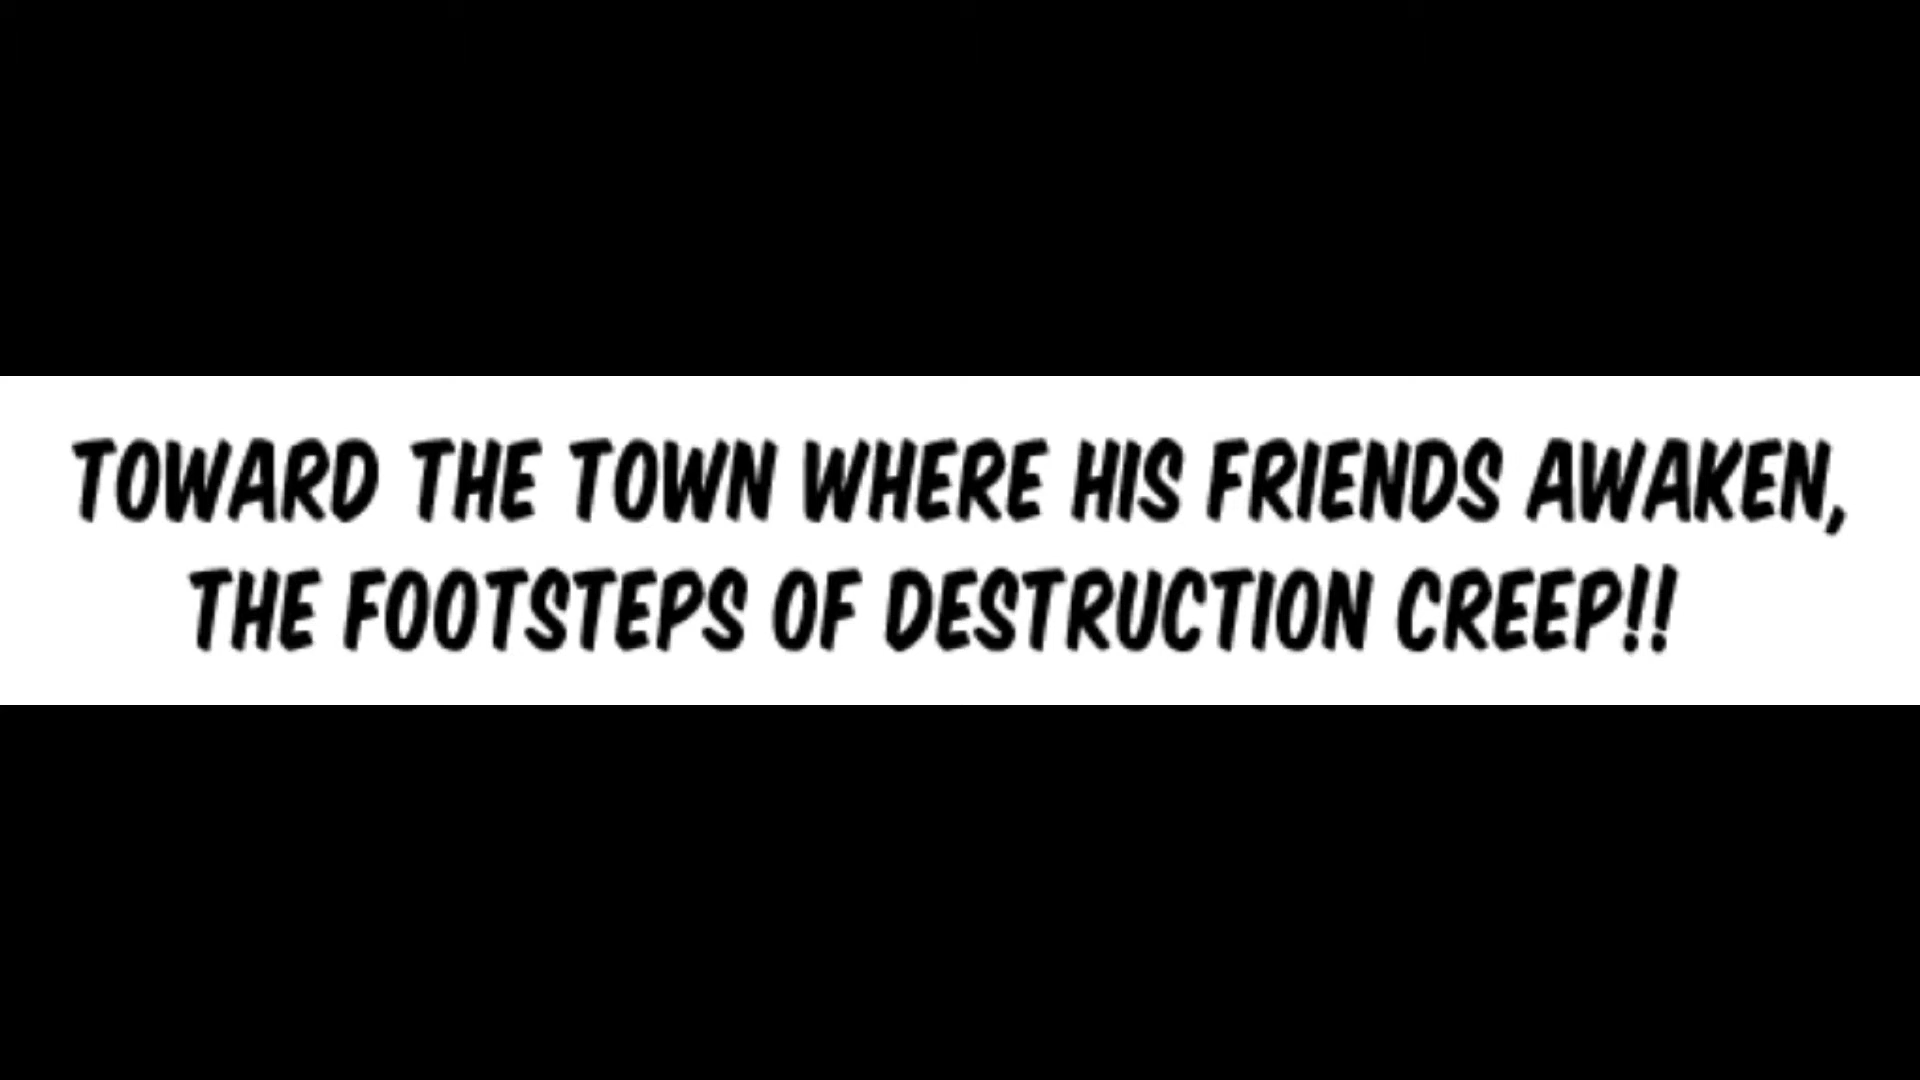 TOWARD THE TOWN WHERE HIS FRIENDS AWAKEN,
THE FOOTSTEPS OF DESTRUCTION CREEP!!